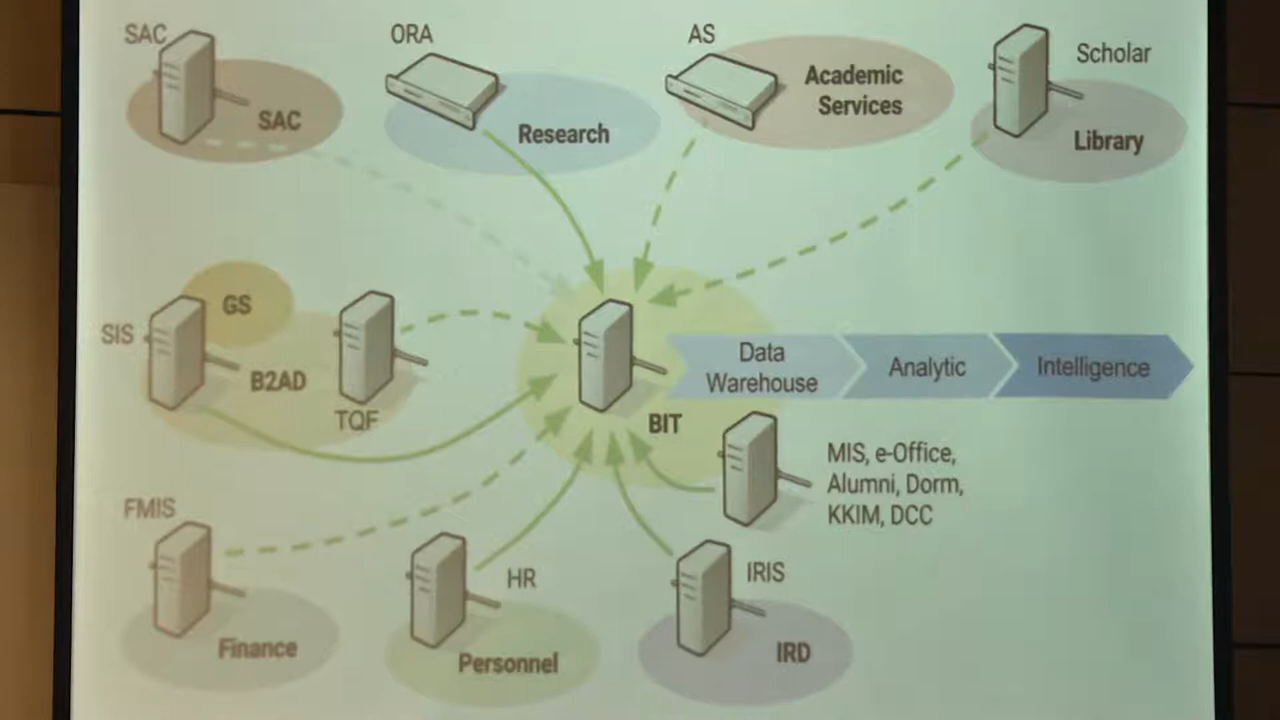 SAC
SAC
ORA
Research
AS
Academic
Services
Scholar
Library
GS
SIS
B2AD
TQF
BIT
Data
Warehouse
Analytic
Intelligence
MIS, e-Office,
Alumni, Dorm,
KKIM, DCC
FMIS
Finance
HR
Personnel
IRIS
IRD